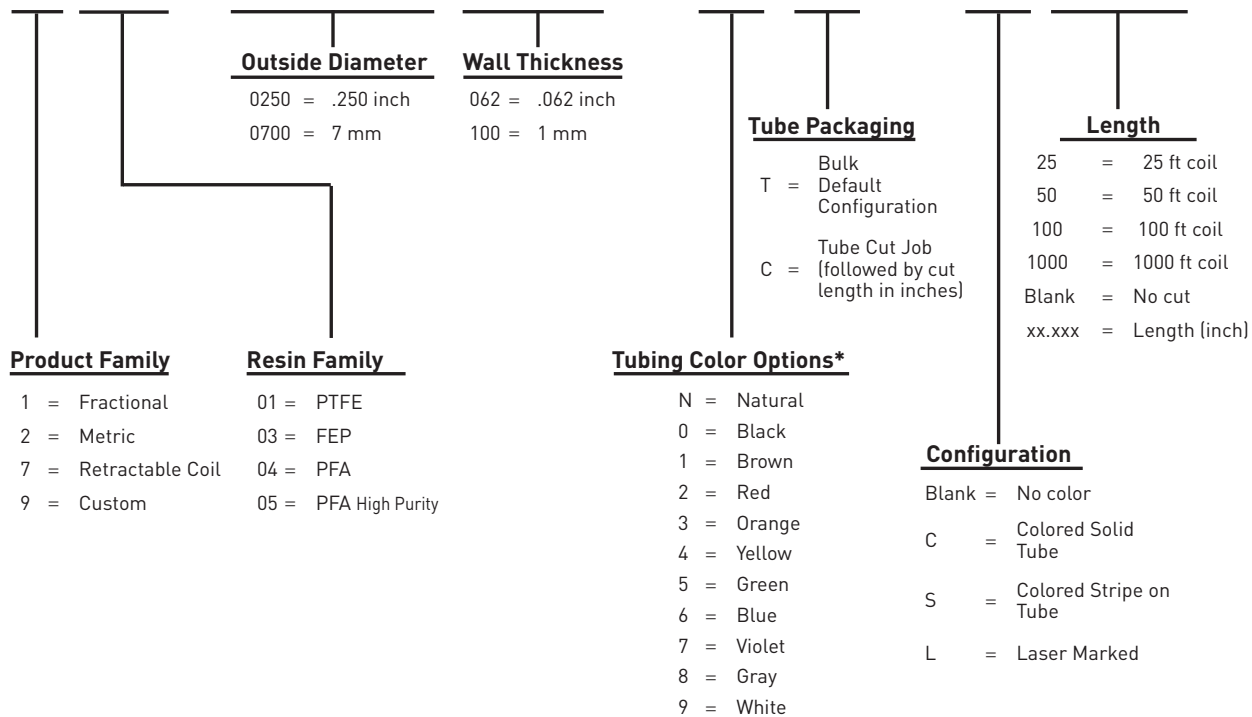 Outside Diameter
0250 = .250 inch
0700 = 7 mm
Wall Thickness
062 = .062 inch
100 = 1 mm
Tube Packaging
T = Bulk
Default
Configuration
C = Tube Cut Job
(followed by cut
length in inches)
Length
25 = 25 ft coil
50 = 50 ft coil
100 = 100 ft coil
1000 = 1000 ft coil
Blank = No cut
xx.xxx = Length (inch)
Product Family
1 = Fractional
2 = Metric
7 = Retractable Coil
9 = Custom
Resin Family
01 = PTFE
03 = FEP
04 = PFA
05 = PFA High Purity
Tubing Color Options*
N = Natural
0 = Black
1 = Brown
2 = Red
3 = Orange
4 = Yellow
5 = Green
6 = Blue
7 = Violet
8 = Gray
9 = White
Configuration
Blank = No color
C = Colored Solid
Tube
S = Colored Stripe on
Tube
L = Laser Marked